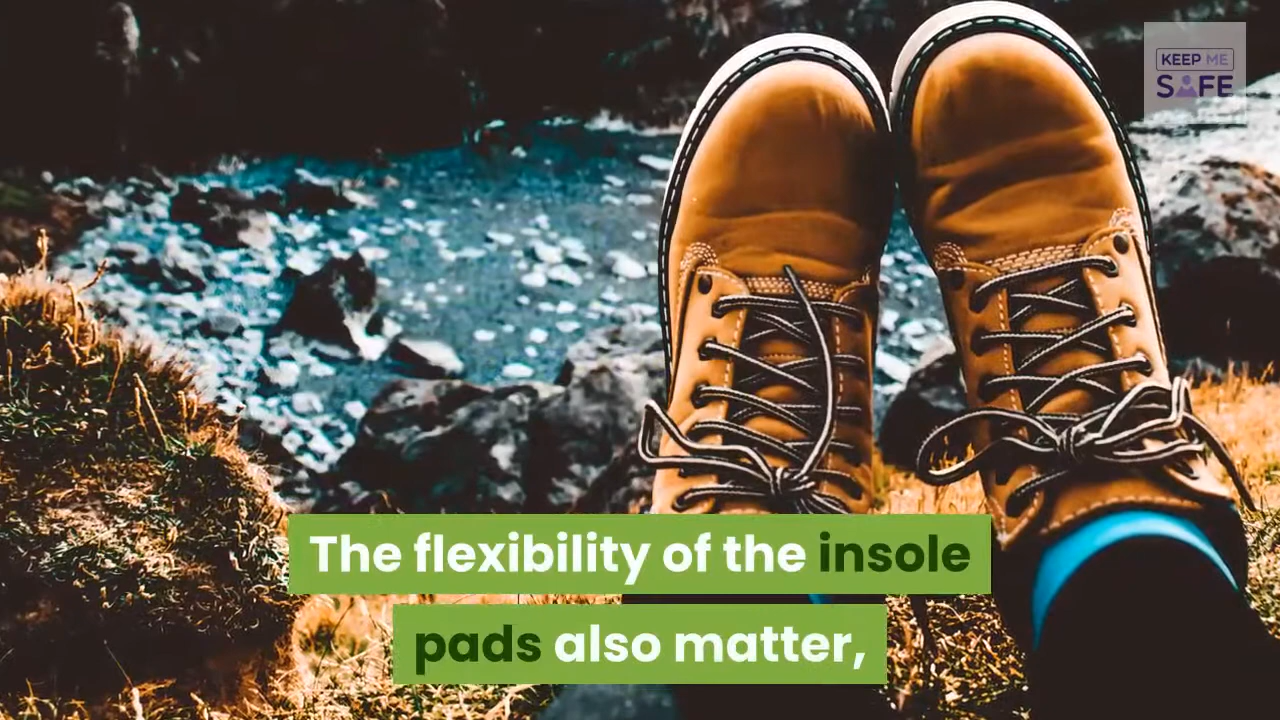 KEEP ME
SAFE
The flexibility of the insole
pads also matter,